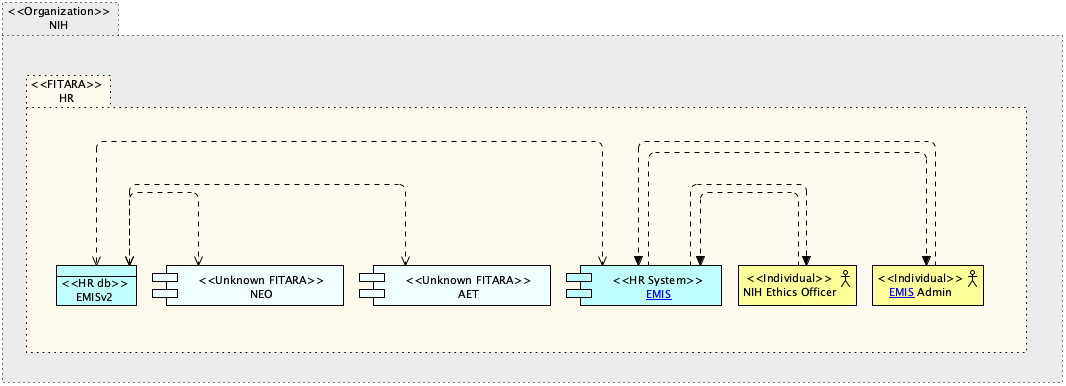 <<Organization>>
NIH
<<FITARA>>
HR
<<HR db>>
EMISv2
<<Unknown FITARA>>
NEO
<<Unknown FITARA>>
AET
<<HR System>>
EMIS
<<Individual>>
NIH Ethics Officer
<<Individual>>
EMIS Admin